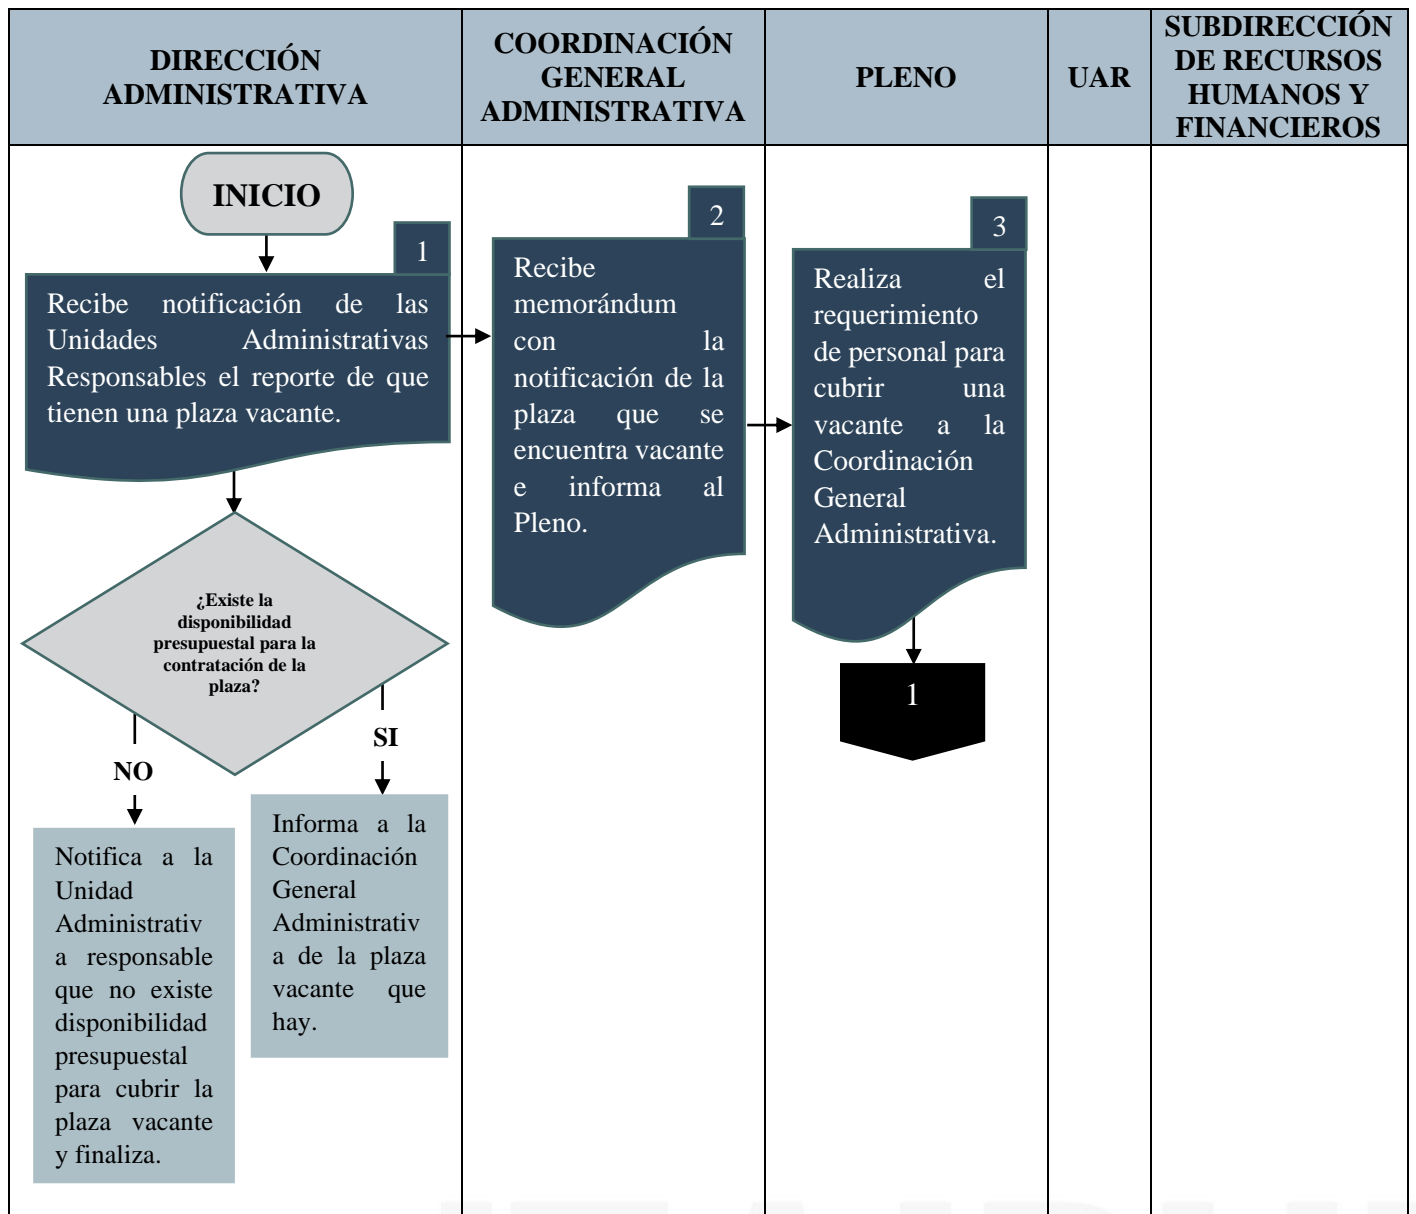 DIRECCIÓN
ADMINISTRATIVA
COORDINACIÓN
GENERAL
ADMINISTRATIVA
PLENO
UAR
SUBDIRECCIÓN
DE RECURSOS
HUMANOS Y
FINANCIEROS
INICIO
1
Recibe notificación de las
Unidades Administrativas
Responsables el reporte de que
tienen una plaza vacante.
¿Existe la
disponibilidad
presupuestal para la
contratación de la
plaza?
NO
SI
Notifica a la
Unidad
Administrativ
a responsable
que no existe
disponibilidad
presupuestal
para cubrir la
plaza vacante
y finaliza.
Informa a la
Coordinación
General
Administrativ
a de la plaza
vacante que
hay.
2
Recibe
memorándum
con la
notificación de la
plaza que se
encuentra vacante
e informa al
Pleno.
3
Realiza el
requerimiento
de personal para
cubrir una
vacante a la
Coordinación
General
Administrativa.
1